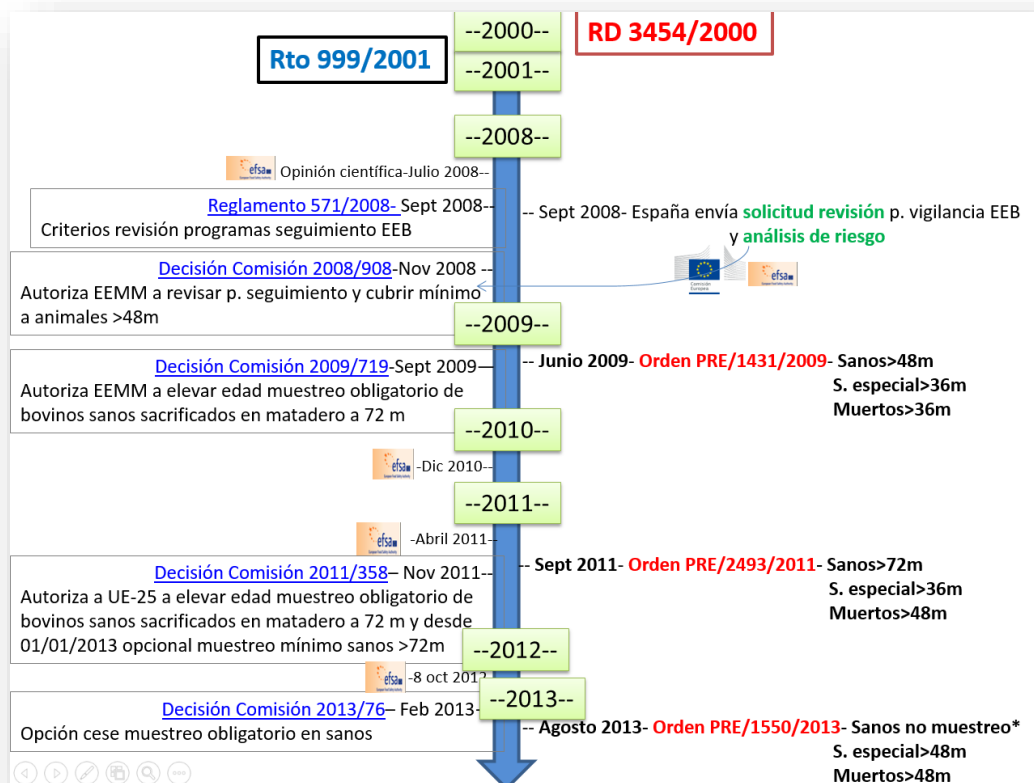 --2000--
RD 3454/2000
Rto 999/2001
--2001--
--2008--
efsa
Opinión científica-Julio 2008--
Reglamento 571/2008- Sept 2008--
Criterios revisión programas seguimiento EEB
-- Sept 2008- España envía solicitud revisión p. vigilancia EEB
y análisis de riesgo
Comisión
Europea
efsa
Decisión Comisión 2008/908-Nov 2008 --
Autoriza EEMM a revisar p. seguimiento y cubrir mínimo
a animales >48m
--2009--
Decisión Comisión 2009/719-Sept 2009—
Autoriza EEMM a elevar edad muestreo obligatorio de
bovinos sanos sacrificados en matadero a 72 m
-- Junio 2009- Orden PRE/1431/2009- Sanos>48m
S. especial>36m
Muertos>36m
--2010--
efsa
-Dic 2010--
--2011--
efsa
-Abril 2011--
Decisión Comisión 2011/358– Nov 2011--
Autoriza a UE-25 a elevar edad muestreo obligatorio de
bovinos sanos sacrificados en matadero a 72 m y desde
01/01/2013 opcional muestreo mínimo sanos >72m
-- Sept 2011- Orden PRE/2493/2011- Sanos>72m
S. especial>36m
Muertos>48m
--2012--
efsa
-8 oct 2012
--2013--
Decisión Comisión 2013/76– Feb 2013-
Opción cese muestreo obligatorio en sanos
-- Agosto 2013- Orden PRE/1550/2013- Sanos no muestreo*
S. especial>48m
Muertos>48m